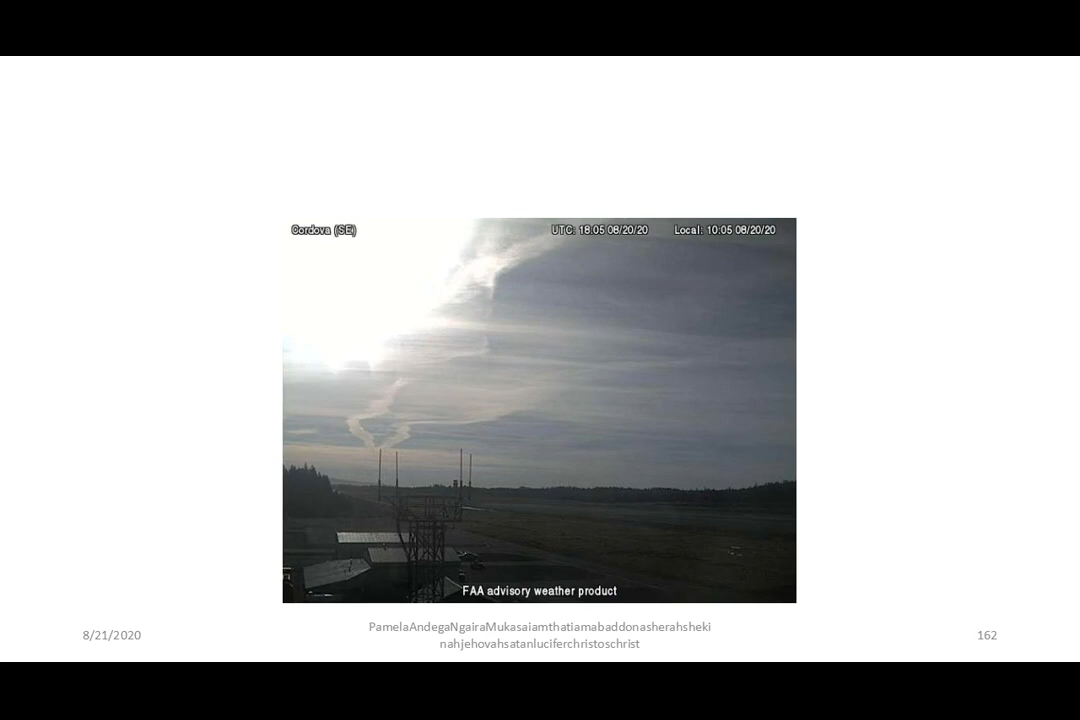 Cordova (SE) UTC: 18:05 08/20/20 Local: 10:05 08/20/20
FAA advisory weather product
8/21/2020
PamelaAndegaNgairaMukasaiamthatiamabaddonasherahsheki
nahjehovahsatanluciferchristoschrist
162